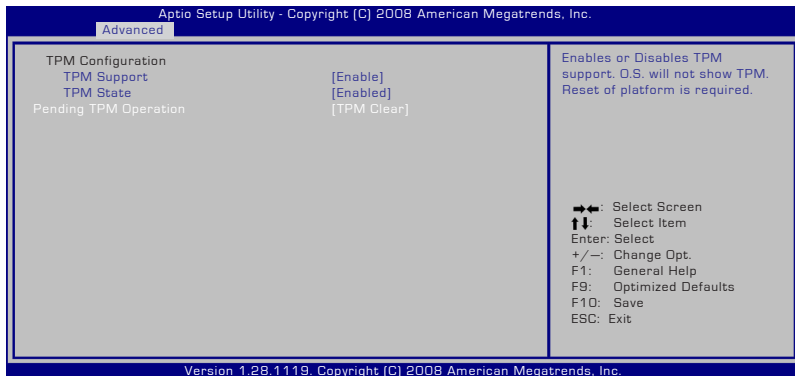 Aptio Setup Utility - Copyright (C) 2008 American Megatrends, Inc.
Advanced
TPM Configuration
TPM Support [Enable]
TPM State [Enabled]
Pending TPM Operation [TPM Clear]
Enables or Disables TPM
support. O.S. will not show TPM.
Reset of platform is required.
→←: Select Screen
↑↓: Select Item
Enter: Select
+/—: Change Opt.
F1: General Help
F9: Optimized Defaults
F10: Save
ESC: Exit
Version 1.28.1119. Copyright (C) 2008 American Megatrends, Inc.